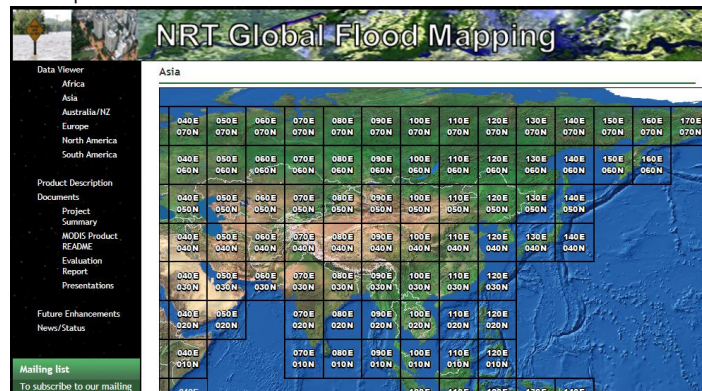 NRT Global Flood Mapping
Data Viewer
Africa
Asia
Australia/NZ
Europe
North America
South America
Product Description
Documents
Project
Summary
MODIS Product
README
Evaluation
Report
Presentations
Future Enhancements
News/Status
Mailing list
To subscribe to our mailing
Asia
040E 050E 060E 070E 080E 090E 100E 110E 120E 130E 140E 150E 160E 170E
070N 070N 070N 070N 070N 070N 070N 070N 070N 070N 070N 070N 070N 070N
040E 050E 060E 070E 080E 090E 100E 110E 120E 130E 140E 150E 160E
060N 060N 060N 060N 060N 060N 060N 060N 060N 060N 060N 060N 060N
040E 050E 060E 070E 080E 090E 100E 110E 120E 130E 140E
050N 050N 050N 050N 050N 050N 050N 050N 050N 050N 050N
040E 050E 060E 070E 080E 090E 100E 110E 120E 130E 140E
040N 040N 040N 040N 040N 040N 040N 040N 040N 040N 040N
040E 050E 060E 070E 080E 090E 100E 110E 120E
030N 030N 030N 030N 030N 030N 030N 030N 030N
040E 050E 070E 080E 090E 100E 110E 120E
020N 020N 020N 020N 020N 020N 020N 020N
040E 070E 080E 090E 100E 110E 120E
010N 010N 010N 010N 010N 010N 010N